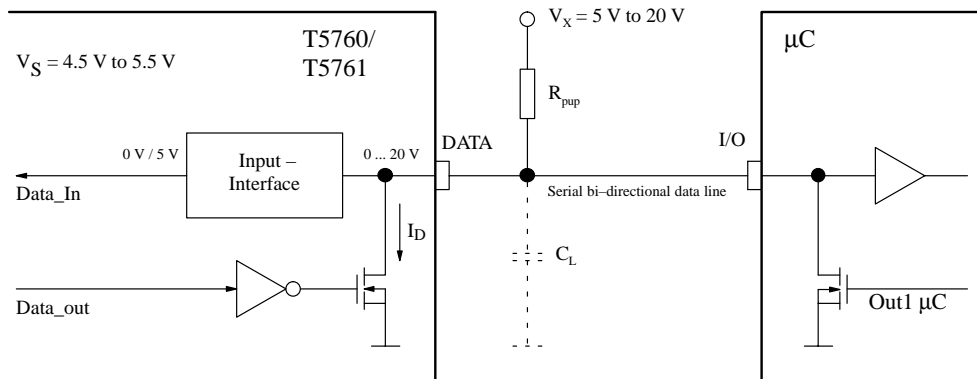 V_X = 5 V to 20 V
T5760/
T5761
µC
V_S = 4.5 V to 5.5 V
R_pup
DATA
I/O
0 V / 5 V
Input –
Interface
0 ... 20 V
Data_In
Serial bi–directional data line
I_D
C_L
Data_out
Out1 µC